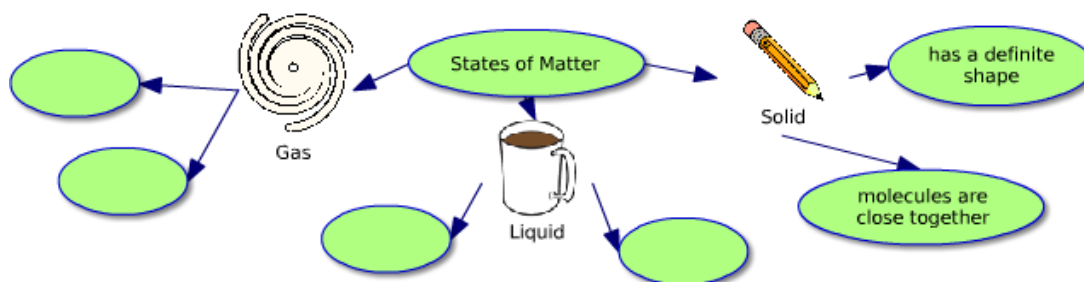 States of Matter
Gas
Liquid
Solid
has a definite
shape
molecules are
close together